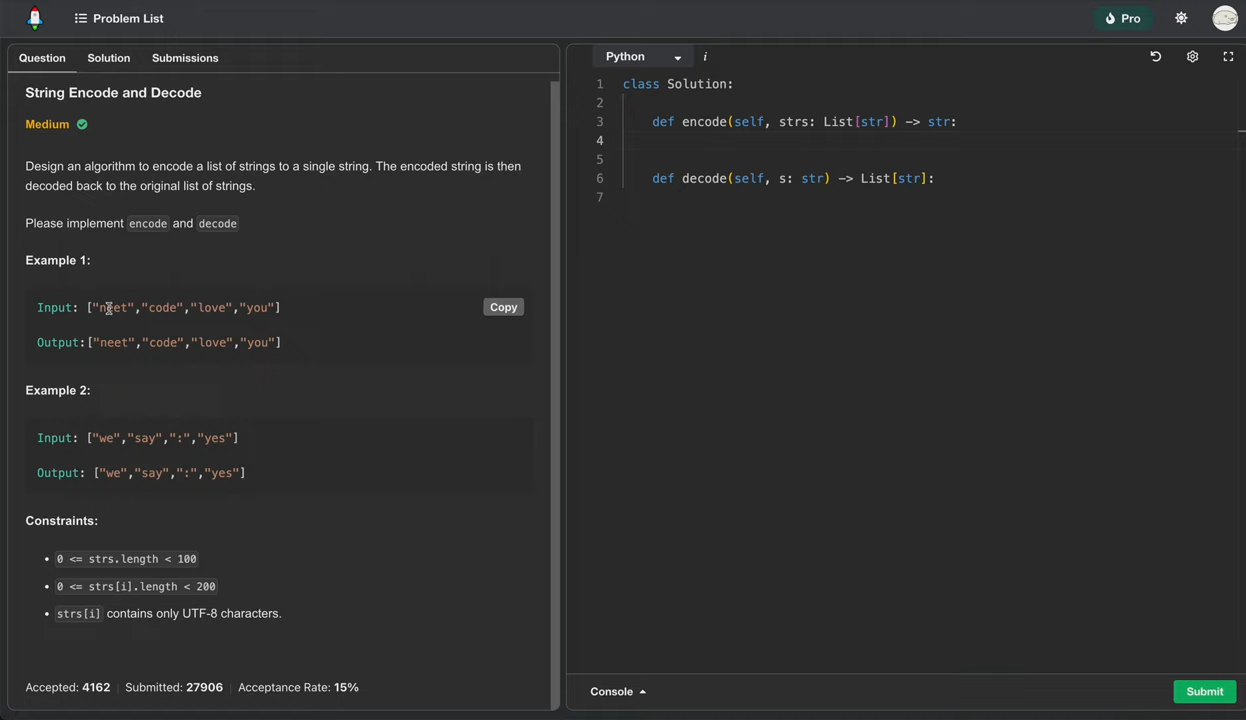 Problem List
Pro
Question Solution Submissions
String Encode and Decode
Medium
Design an algorithm to encode a list of strings to a single string. The encoded string is then
decoded back to the original list of strings.
Please implement encode and decode
Example 1:
Input: ["neet","code","love","you"]
Copy
Output:["neet","code","love","you"]
Example 2:
Input: ["we","say",":","yes"]
Output: ["we","say",":","yes"]
Constraints:
• 0 <= strs.length < 100
• 0 <= strs[i].length < 200
• strs[i] contains only UTF-8 characters.
Accepted: 4162 | Submitted: 27906 | Acceptance Rate: 15%
Python i
1 class Solution:
2
3 def encode(self, strs: List[str]) -> str:
4
5
6 def decode(self, s: str) -> List[str]:
7
Console
Submit